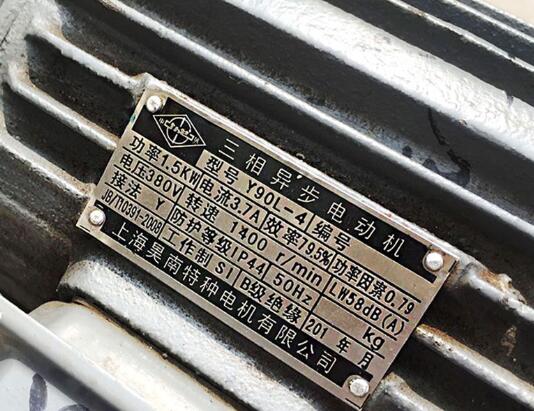 三相异步电动机
型号 Y90L-4 编号
功率1.5KW 电流3.7A 效率79.5% 功率因素0.79
电压380V 转速 1400 r/min LW58dB(A)
接法 Y 防护等级IP44 50Hz kg
JB/T10391-2008 工作制 S1 B级绝缘 201 年 月
上海昊南特种电机有限公司